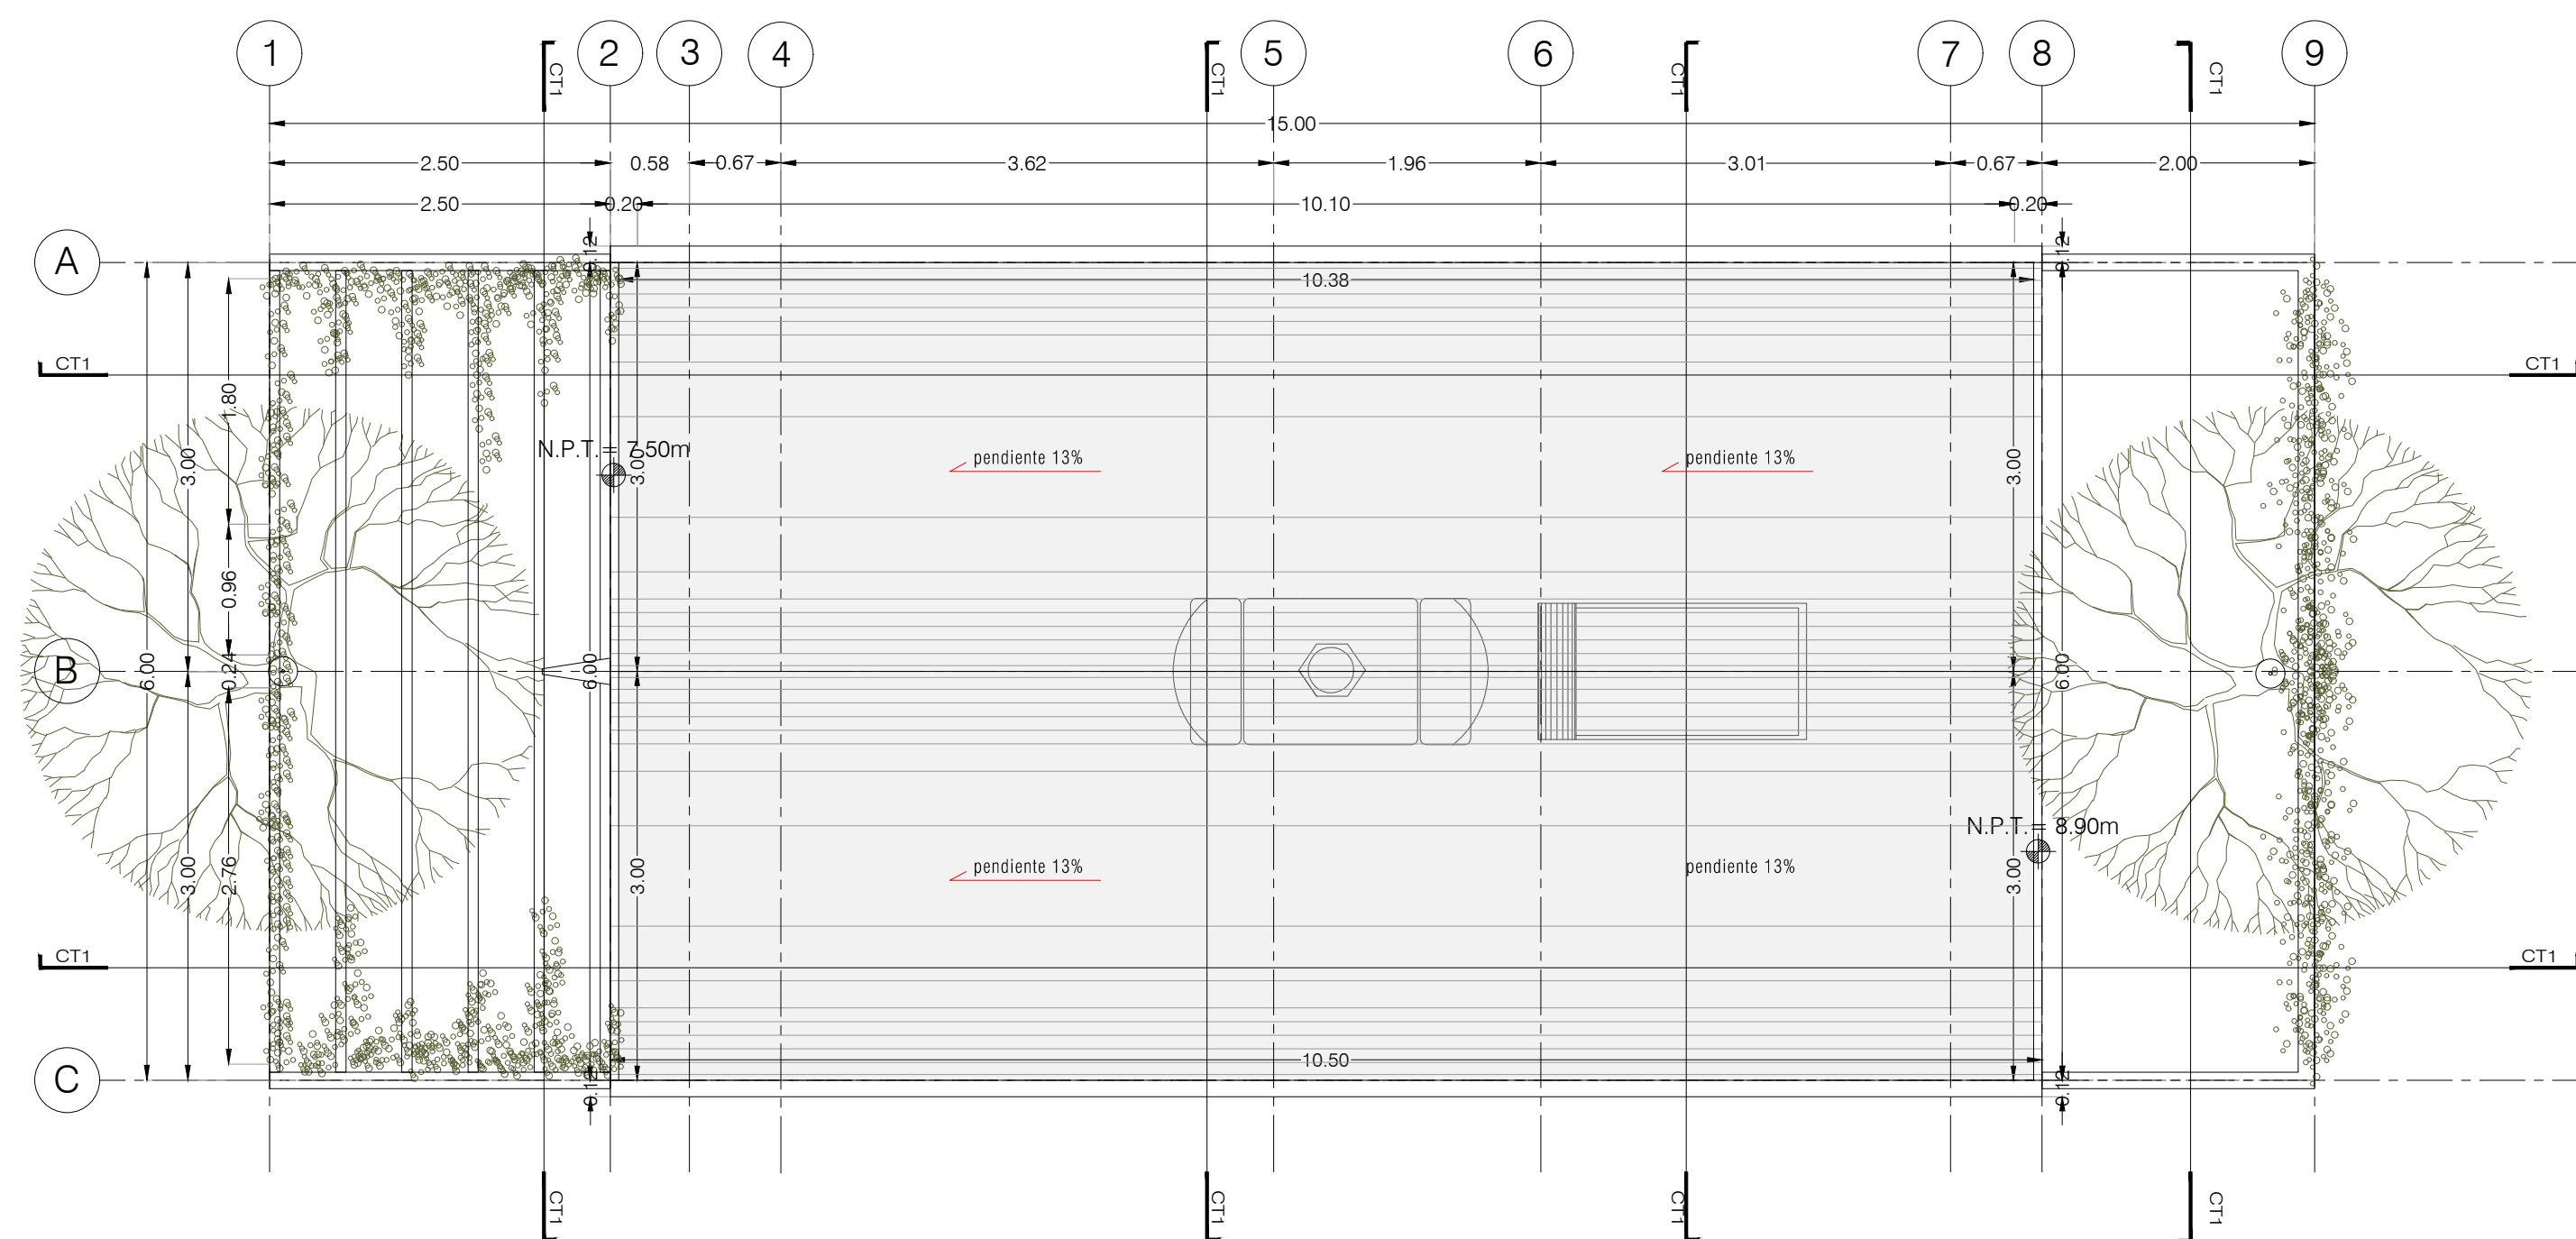 1 2 3 4 5 6 7 8 9
CT1 CT1 CT1 CT1
15.00
2.50 0.58 0.67 3.62 1.96 3.01 0.67 2.00
2.50 0.20 10.10 0.20
0.12 0.12
A
10.38
CT1 CT1
1.80
N.P.T.= 7.50m
pendiente 13% pendiente 13%
3.00 3.00 3.00
0.96
B
6.00 0.24 6.00 6.00
N.P.T.= 8.90m
pendiente 13% pendiente 13%
3.00 2.76 3.00 3.00
CT1 CT1
10.50
C
0.12 0.12
CT1 CT1 CT1 CT1